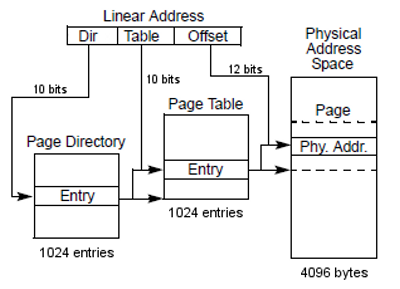 Linear Address
Dir Table Offset
Physical
Address
Space
10 bits
10 bits
12 bits
Page Table
Page
Page Directory
Phy. Addr.
Entry
Entry
1024 entries
1024 entries
4096 bytes